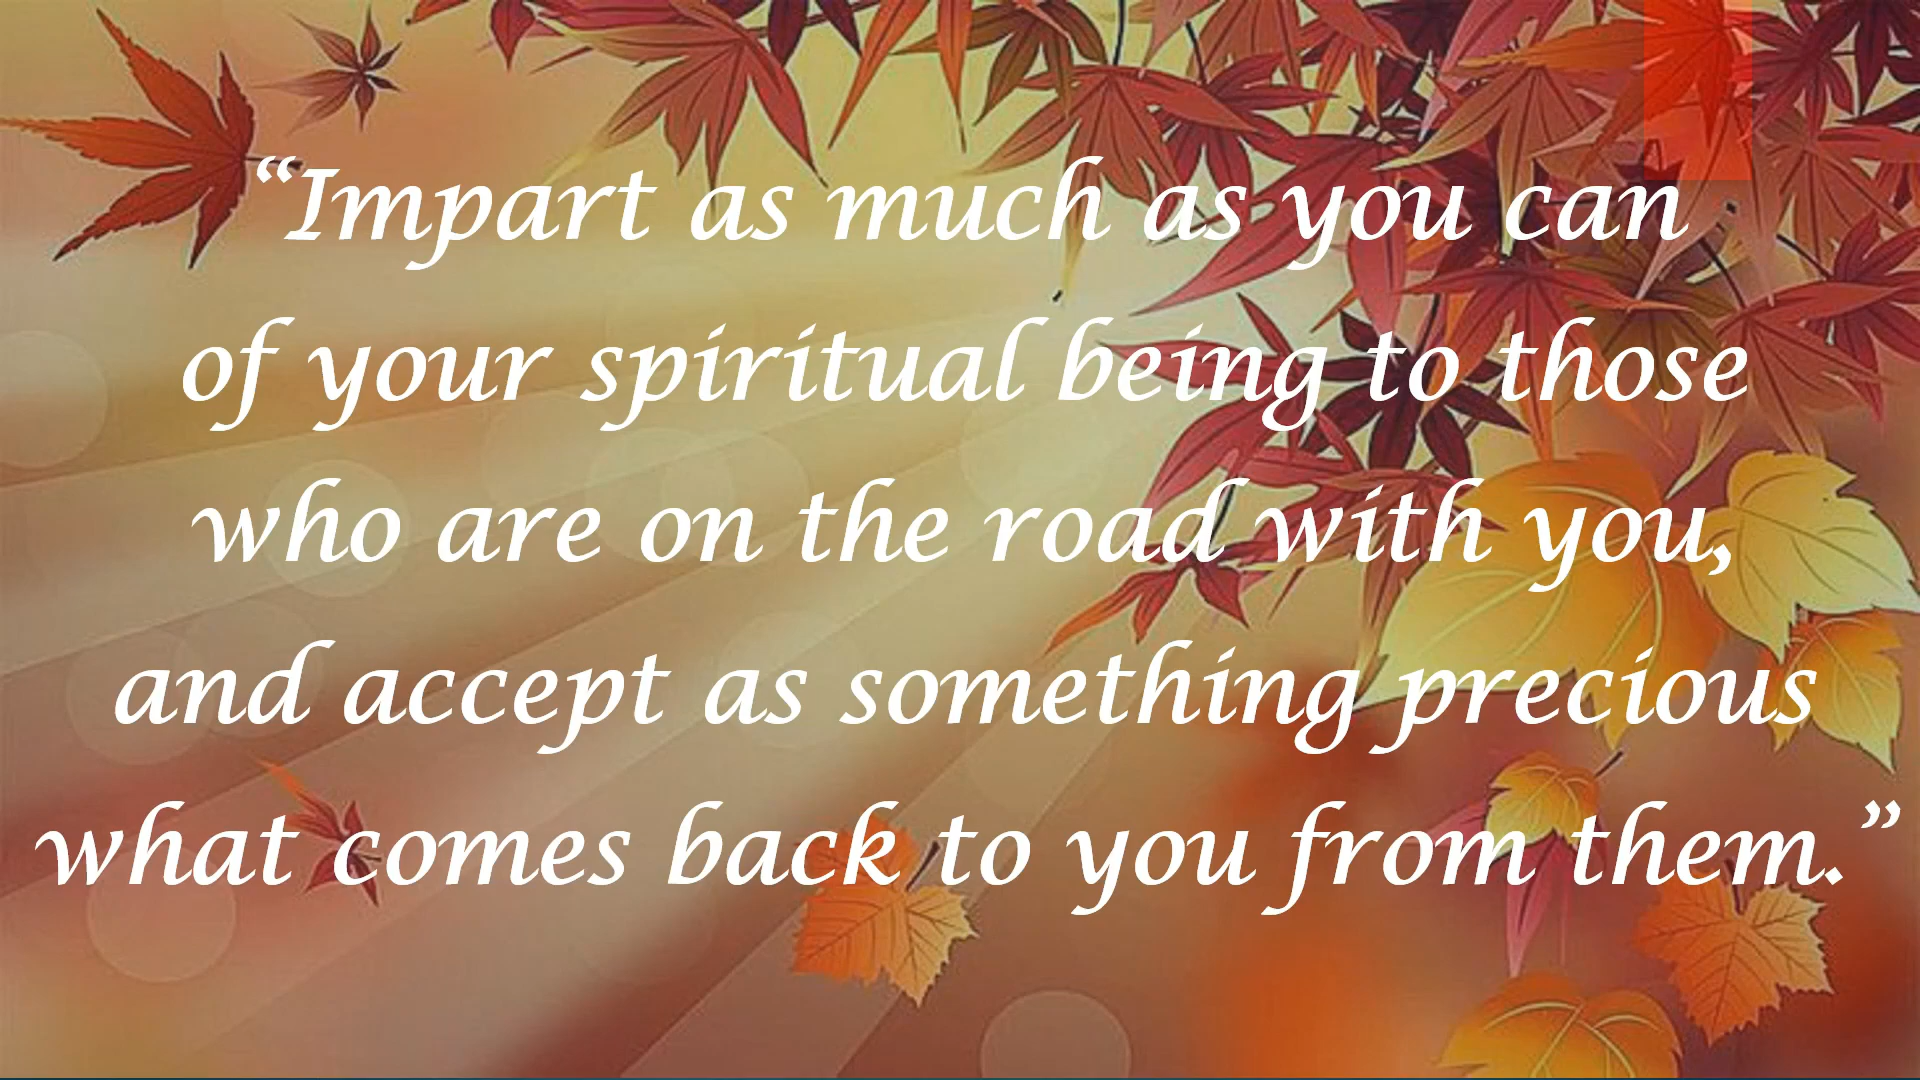 “Impart as much as you can
of your spiritual being to those
who are on the road with you,
and accept as something precious
what comes back to you from them.”